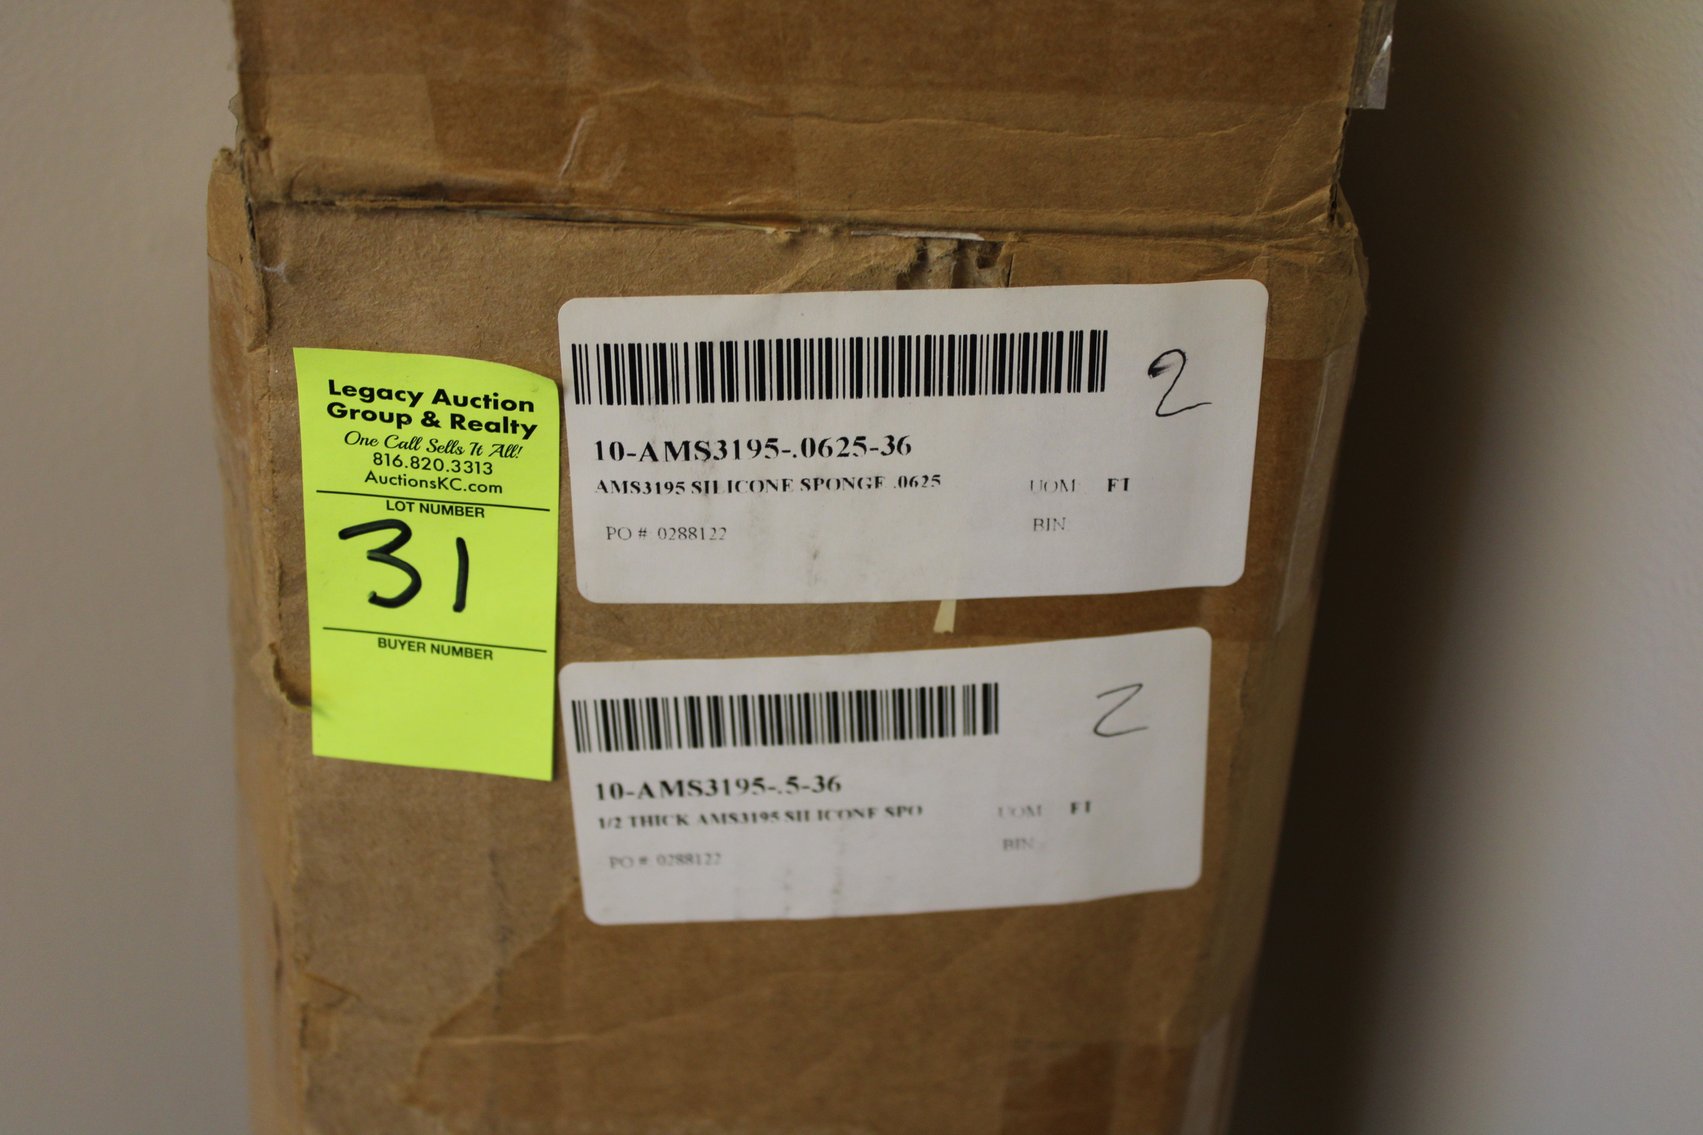 Legacy Auction
Group & Realty
One Call Sells It All!
816.820.3313
AuctionsKC.com
LOT NUMBER
31
BUYER NUMBER
2
10-AMS3195-.0625-36
AMS3195 SILICONE SPONGE .0625
UOM: FT
PO # 0288122
BIN:
2
10-AMS3195-.5-36
1/2 THICK AMS3195 SILICONE SPO
UOM: FT
PO # 0288122
BIN: